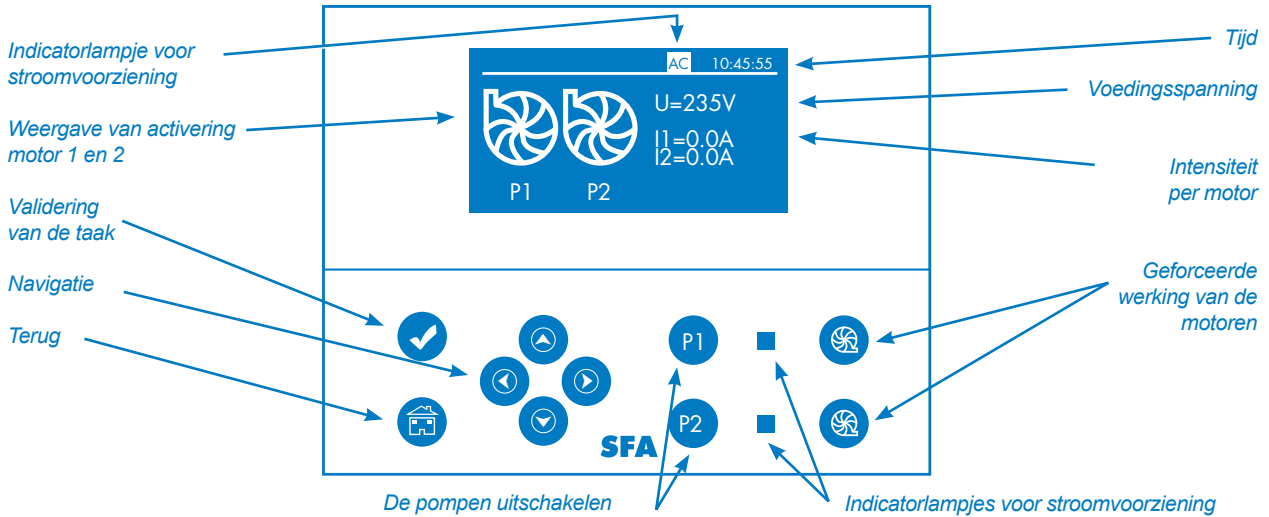 Indicatorlampje voor
stroomvoorziening
Weergave van activering
motor 1 en 2
Validering
van de taak
Navigatie
Terug
AC 10:45:55
U=235V
I1=0.0A
I2=0.0A
P1 P2
P1
P2
SFA
Tijd
Voedingsspanning
Intensiteit
per motor
Geforceerde
werking van de
motoren
De pompen uitschakelen
Indicatorlampjes voor stroomvoorziening